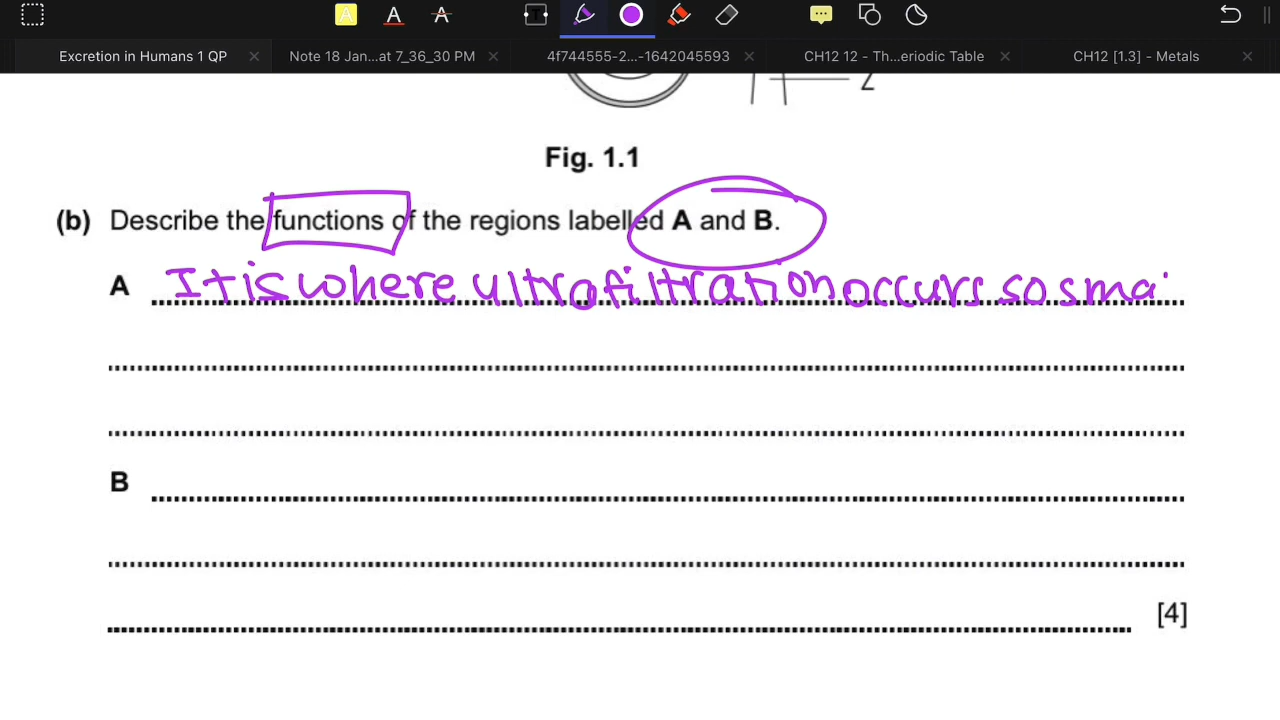 Excretion in Humans 1 QP
Note 18 Jan...at 7_36_30 PM
4f744555-2...-1642045593
CH12 12 - Th...eriodic Table
CH12 [1.3] - Metals
Fig. 1.1
(b) Describe the functions of the regions labelled A and B.
A It is where ultrafiltration occurs so sma
B
[4]